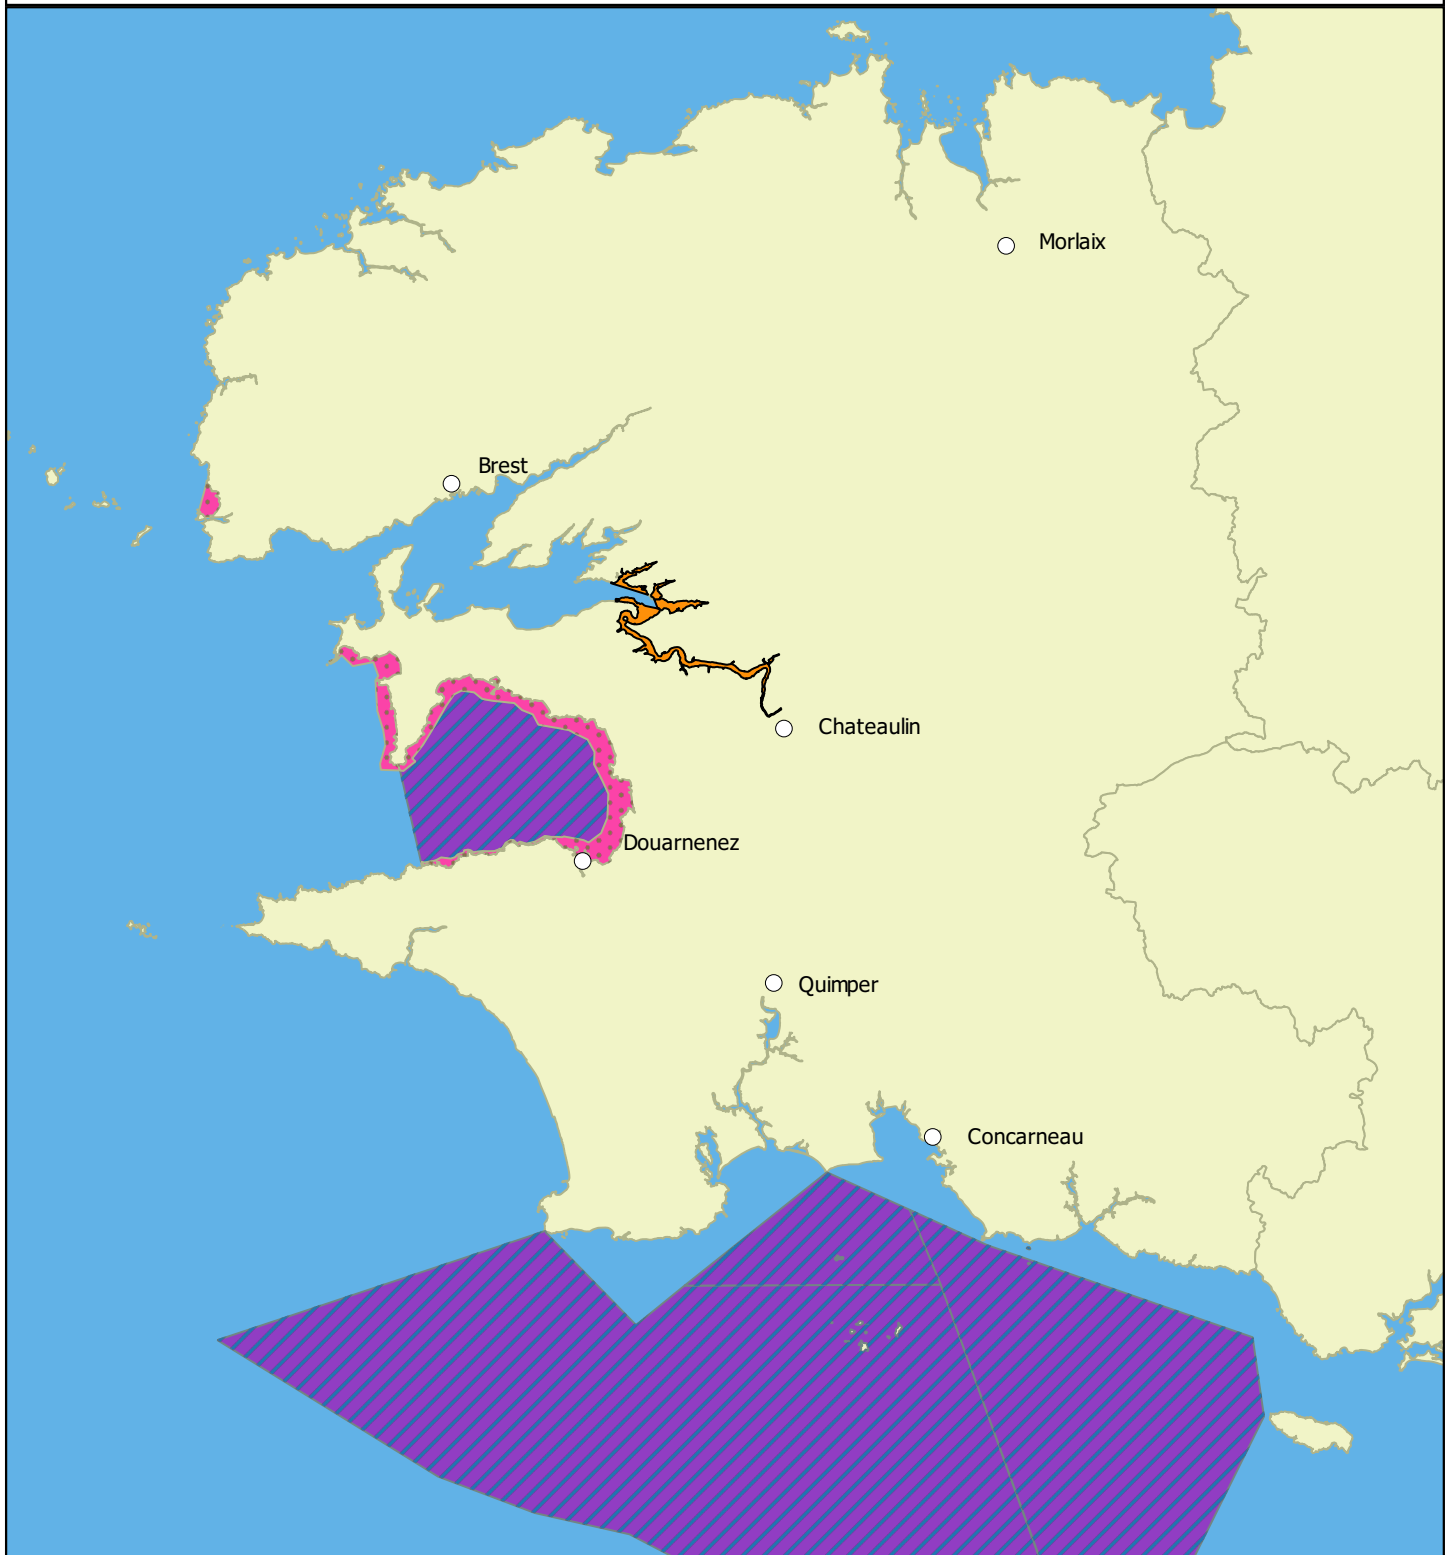 Morlaix
Brest
Chateaulin
Douarnenez
Quimper
Concarneau